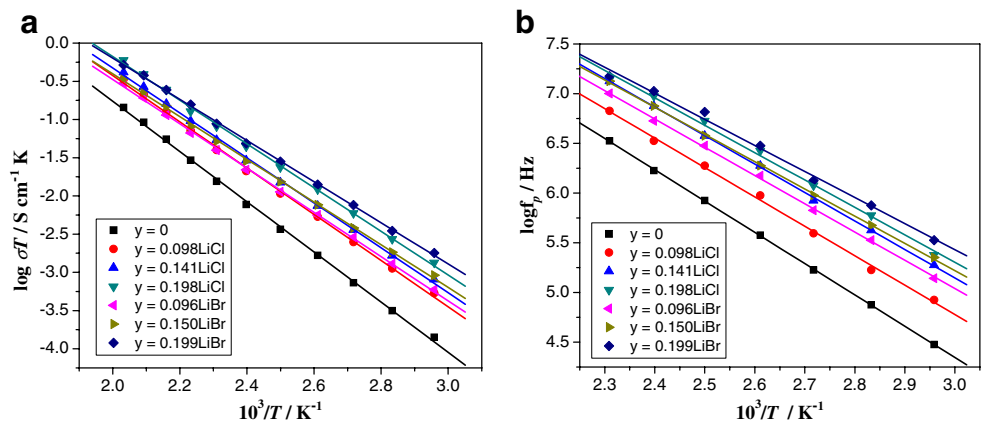 a
log σT / S cm⁻¹ K
0.0
-0.5
-1.0
-1.5
-2.0
-2.5
-3.0
-3.5
-4.0
y = 0
y = 0.098LiCl
y = 0.141LiCl
y = 0.198LiCl
y = 0.096LiBr
y = 0.150LiBr
y = 0.199LiBr
2.0 2.2 2.4 2.6 2.8 3.0
10³/T / K⁻¹
b
logfₚ / Hz
7.5
7.0
6.5
6.0
5.5
5.0
4.5
y = 0
y = 0.098LiCl
y = 0.141LiCl
y = 0.198LiCl
y = 0.096LiBr
y = 0.150LiBr
y = 0.199LiBr
2.3 2.4 2.5 2.6 2.7 2.8 2.9 3.0
10³/T / K⁻¹